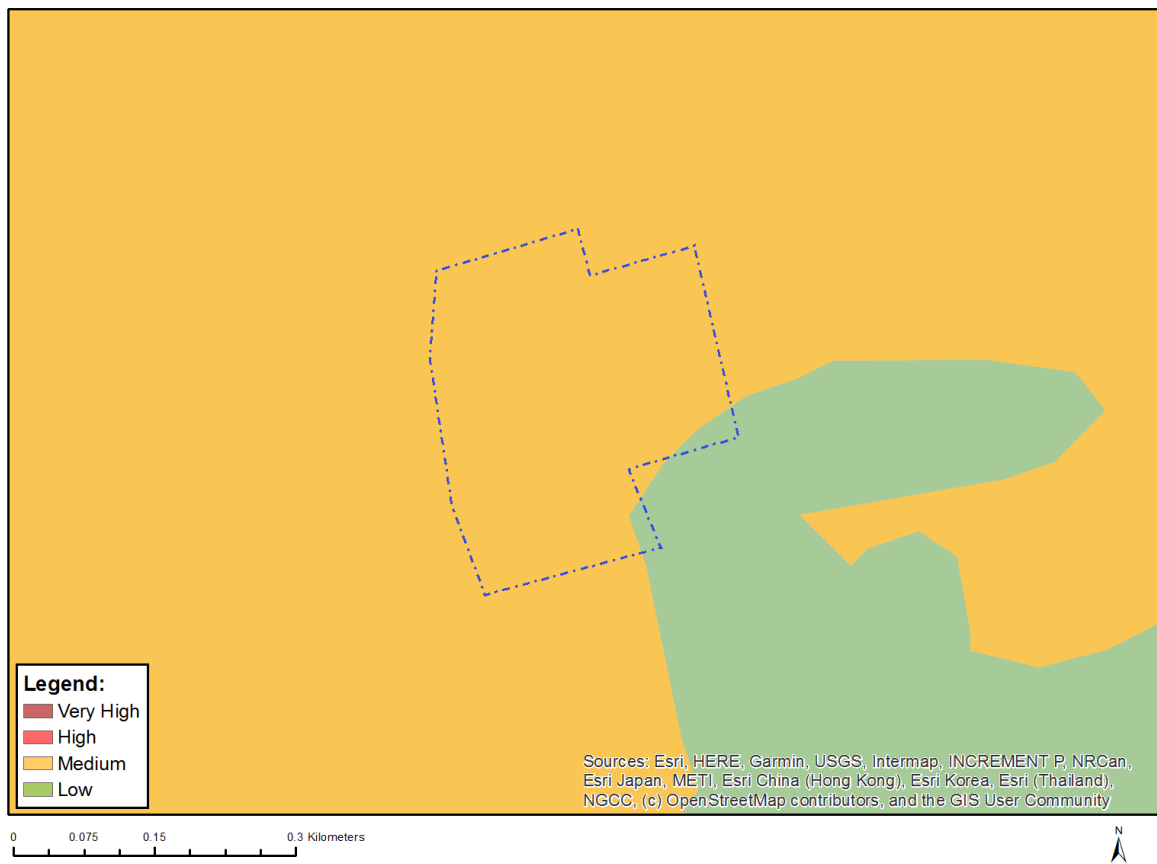 Legend:
Very High
High
Medium
Low
Sources: Esri, HERE, Garmin, USGS, Intermap, INCREMENT P, NRCan,
Esri Japan, METI, Esri China (Hong Kong), Esri Korea, Esri (Thailand),
NGCC, (c) OpenStreetMap contributors, and the GIS User Community
0 0.075 0.15 0.3 Kilometers
N